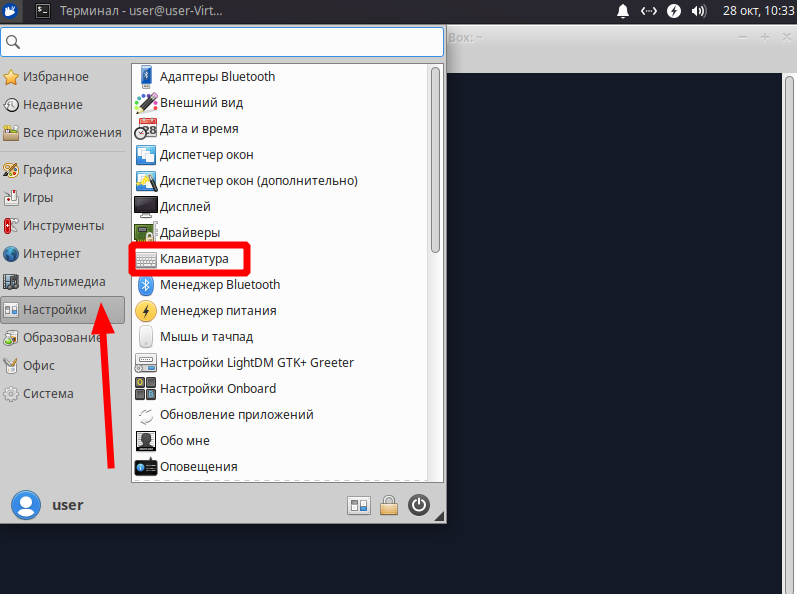 Терминал - user@user-Virt...
28 окт, 10:33
Box: ~
Избранное
Недавние
Все приложения
Графика
Игры
Инструменты
Интернет
Мультимедиа
Настройки
Образование
Офис
Система
Адаптеры Bluetooth
Внешний вид
Дата и время
Диспетчер окон
Диспетчер окон (дополнительно)
Дисплей
Драйверы
Клавиатура
Менеджер Bluetooth
Менеджер питания
Мышь и тачпад
Настройки LightDM GTK+ Greeter
Настройки Onboard
Обновление приложений
Обо мне
Оповещения
user